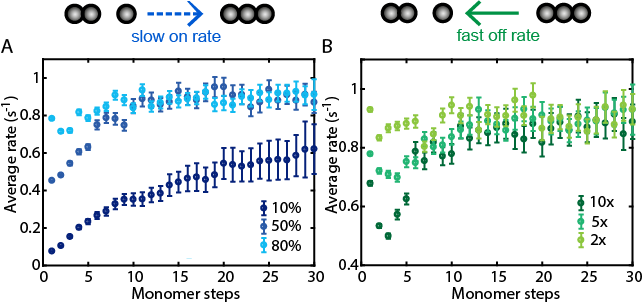 slow on rate
fast off rate
A
B
Average rate (s-1)
1
0.8
0.6
0.4
0.2
0
0 5 10 15 20 25 30
Monomer steps
10%
50%
80%
Average rate (s-1)
1
0.8
0.6
0.4
0 5 10 15 20 25 30
Monomer steps
10x
5x
2x